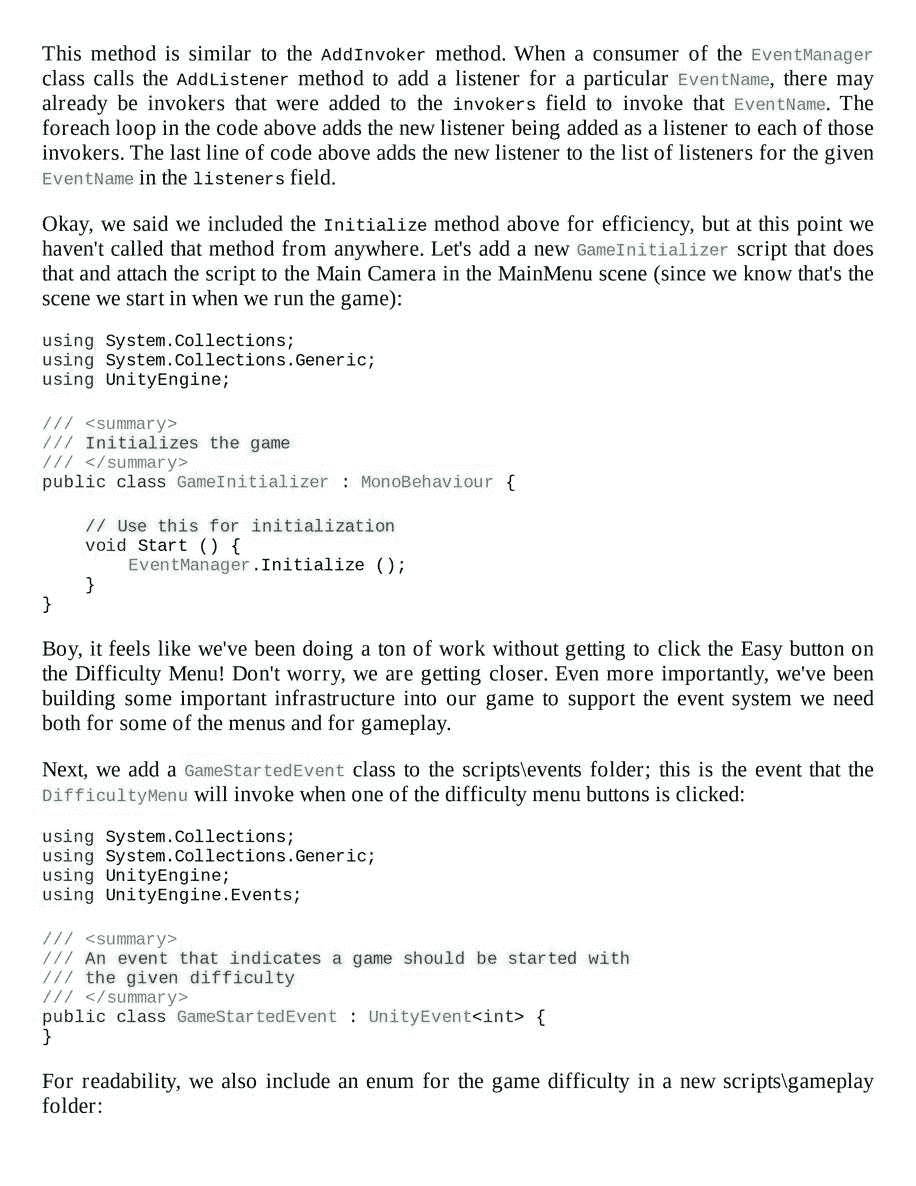 This method is similar to the AddInvoker method. When a consumer of the EventManager
class calls the AddListener method to add a listener for a particular EventName, there may
already be invokers that were added to the invokers field to invoke that EventName. The
foreach loop in the code above adds the new listener being added as a listener to each of those
invokers. The last line of code above adds the new listener to the list of listeners for the given
EventName in the listeners field.
Okay, we said we included the Initialize method above for efficiency, but at this point we
haven't called that method from anywhere. Let's add a new GameInitializer script that does
that and attach the script to the Main Camera in the MainMenu scene (since we know that's the
scene we start in when we run the game):
using System.Collections;
using System.Collections.Generic;
using UnityEngine;
/// <summary>
/// Initializes the game
/// </summary>
public class GameInitializer : MonoBehaviour {
// Use this for initialization
void Start () {
EventManager.Initialize ();
}
}
Boy, it feels like we've been doing a ton of work without getting to click the Easy button on
the Difficulty Menu! Don't worry, we are getting closer. Even more importantly, we've been
building some important infrastructure into our game to support the event system we need
both for some of the menus and for gameplay.
Next, we add a GameStartedEvent class to the scripts\events folder; this is the event that the
DifficultyMenu will invoke when one of the difficulty menu buttons is clicked:
using System.Collections;
using System.Collections.Generic;
using UnityEngine;
using UnityEngine.Events;
/// <summary>
/// An event that indicates a game should be started with
/// the given difficulty
/// </summary>
public class GameStartedEvent : UnityEvent<int> {
}
For readability, we also include an enum for the game difficulty in a new scripts\gameplay
folder: